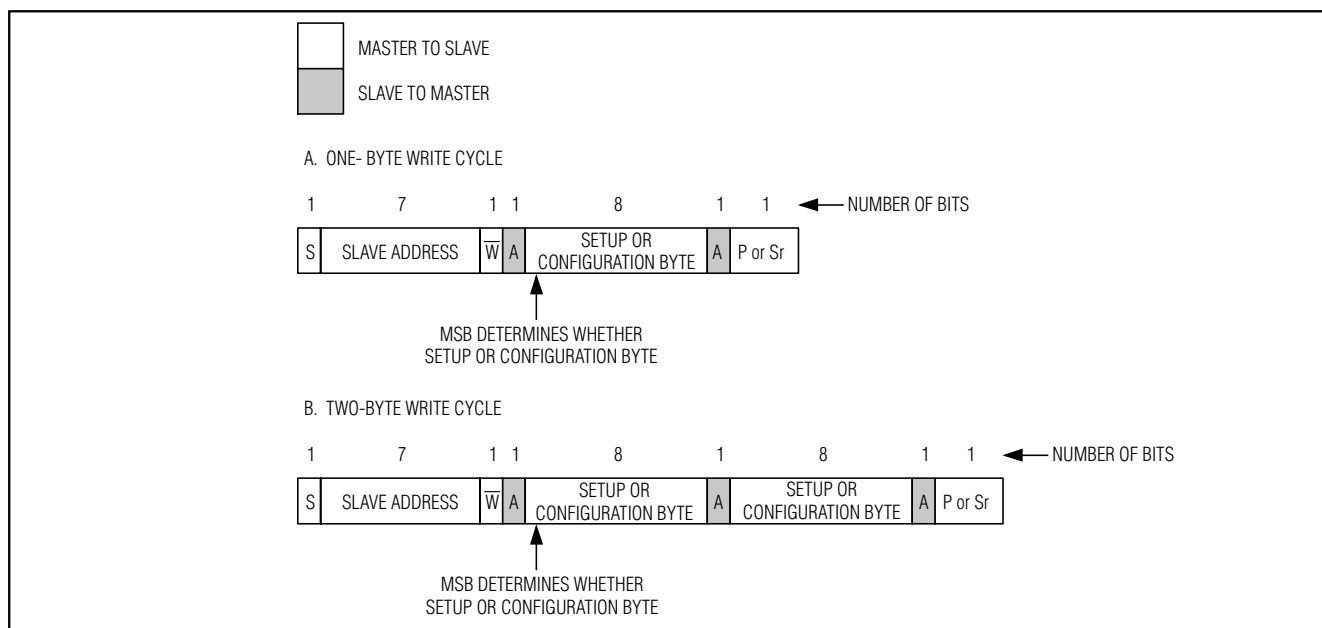 MASTER TO SLAVE
SLAVE TO MASTER
A. ONE- BYTE WRITE CYCLE
1 7 1 1 8 1 1 NUMBER OF BITS
S SLAVE ADDRESS W̅ A SETUP OR CONFIGURATION BYTE A P or Sr
MSB DETERMINES WHETHER
SETUP OR CONFIGURATION BYTE
B. TWO-BYTE WRITE CYCLE
1 7 1 1 8 1 8 1 1 NUMBER OF BITS
S SLAVE ADDRESS W̅ A SETUP OR CONFIGURATION BYTE A SETUP OR CONFIGURATION BYTE A P or Sr
MSB DETERMINES WHETHER
SETUP OR CONFIGURATION BYTE